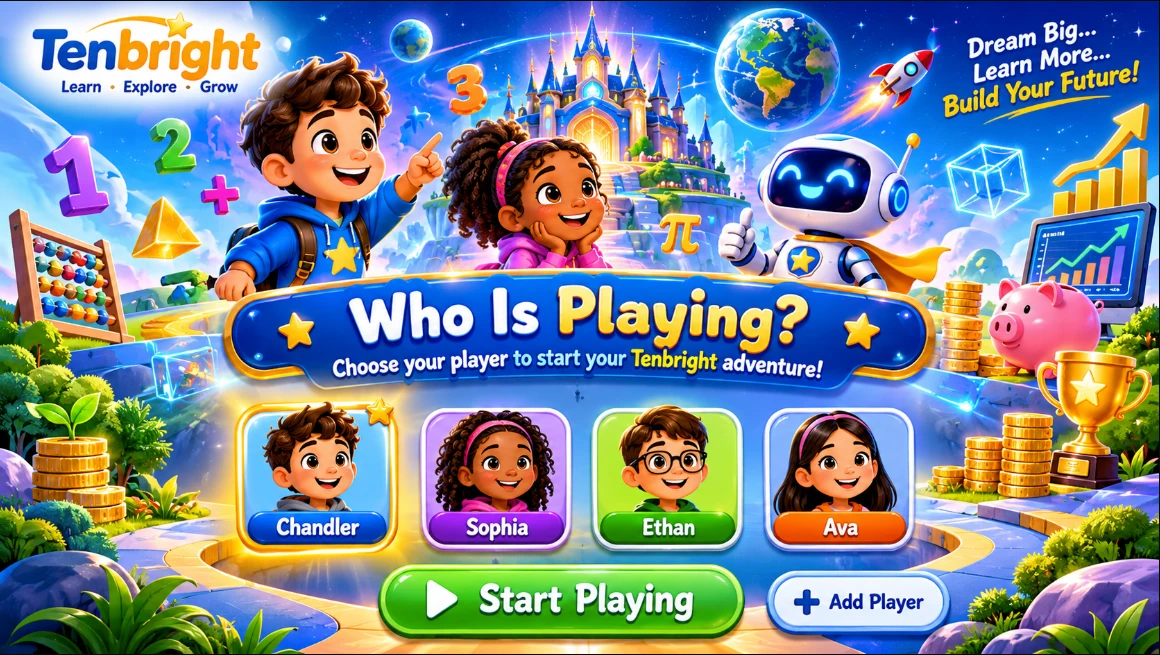 Tenbright
Learn • Explore • Grow
Dream Big...
Learn More...
Build Your Future!
1
2
3
+
π
Who Is Playing?
Choose your player to start your Tenbright adventure!
Chandler
Sophia
Ethan
Ava
Start Playing
+ Add Player